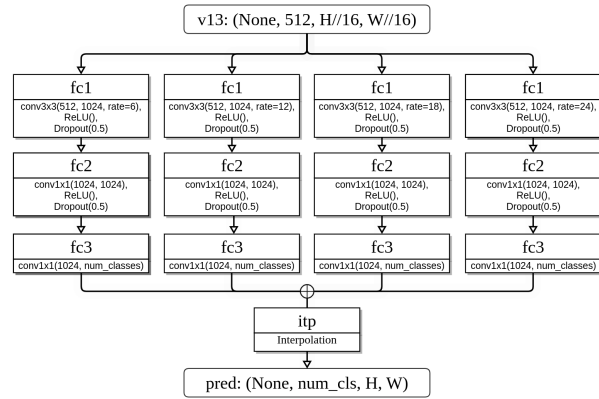 v13: (None, 512, H//16, W//16)
fc1
conv3x3(512, 1024, rate=6),
ReLU(),
Dropout(0.5)
fc1
conv3x3(512, 1024, rate=12),
ReLU(),
Dropout(0.5)
fc1
conv3x3(512, 1024, rate=18),
ReLU(),
Dropout(0.5)
fc1
conv3x3(512, 1024, rate=24),
ReLU(),
Dropout(0.5)
fc2
conv1x1(1024, 1024),
ReLU(),
Dropout(0.5)
fc2
conv1x1(1024, 1024),
ReLU(),
Dropout(0.5)
fc2
conv1x1(1024, 1024),
ReLU(),
Dropout(0.5)
fc2
conv1x1(1024, 1024),
ReLU(),
Dropout(0.5)
fc3
conv1x1(1024, num_classes)
fc3
conv1x1(1024, num_classes)
fc3
conv1x1(1024, num_classes)
fc3
conv1x1(1024, num_classes)
itp
Interpolation
pred: (None, num_cls, H, W)